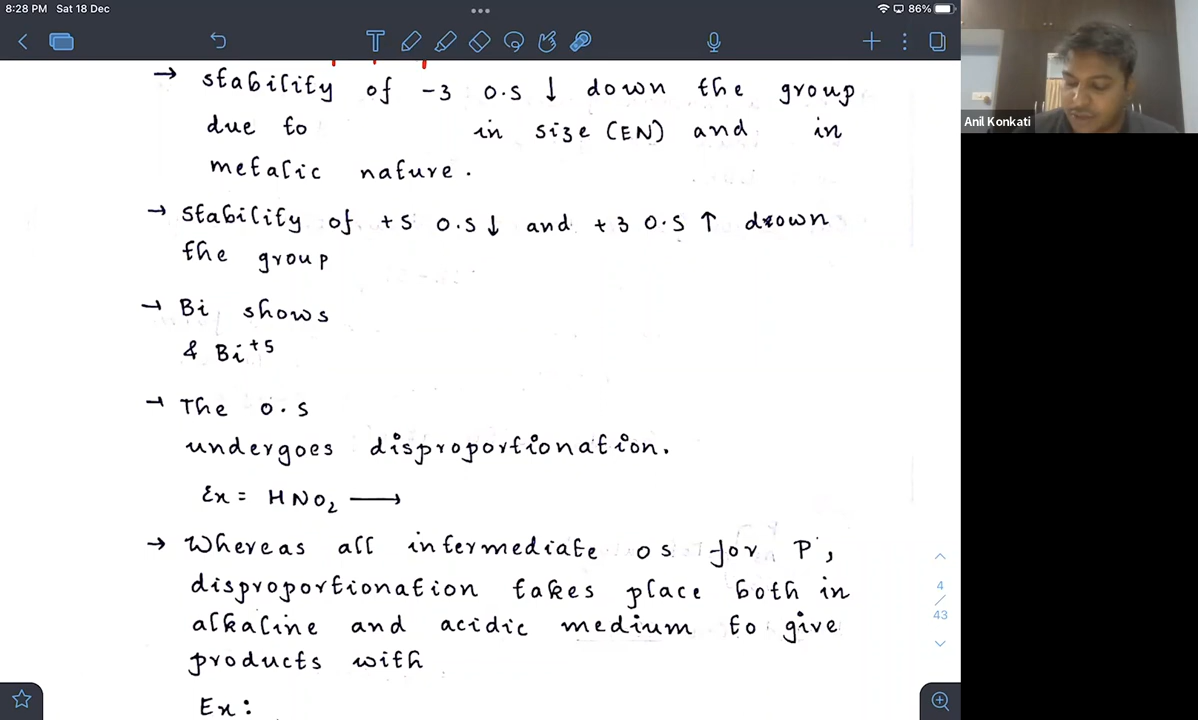 8:28 PM Sat 18 Dec
86%
→ stability of -3 O.S ↓ down the group
due to in size (EN) and in
metalic nature.
→ stability of +5 O.S ↓ and +3 O.S ↑ drown
the group
→ Bi shows
& Bi+5
→ The O.S
undergoes disproportionation.
Ex = HNO2 ⟶
→ Whereas all intermediate os for P,
disproportionation takes place both in
alkaline and acidic medium to give
products with
Ex:
4
/
43
Anil Konkati